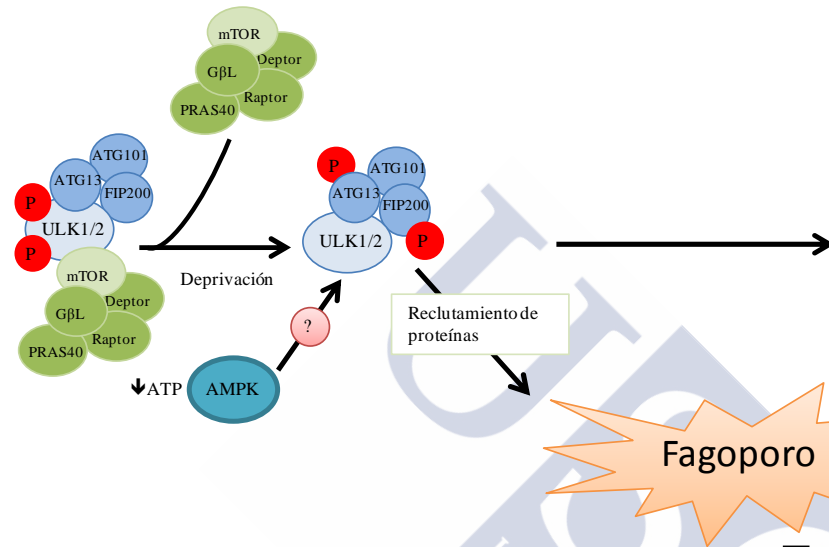 mTOR
GβL
Deptor
PRAS40
Raptor
ATG101
ATG13
FIP200
P
ULK1/2
P
mTOR
GβL
Deptor
PRAS40
Raptor
Deprivación
P
ATG101
ATG13
FIP200
ULK1/2
P
?
ATP
AMPK
Reclutamiento de
proteínas
Fagoporo